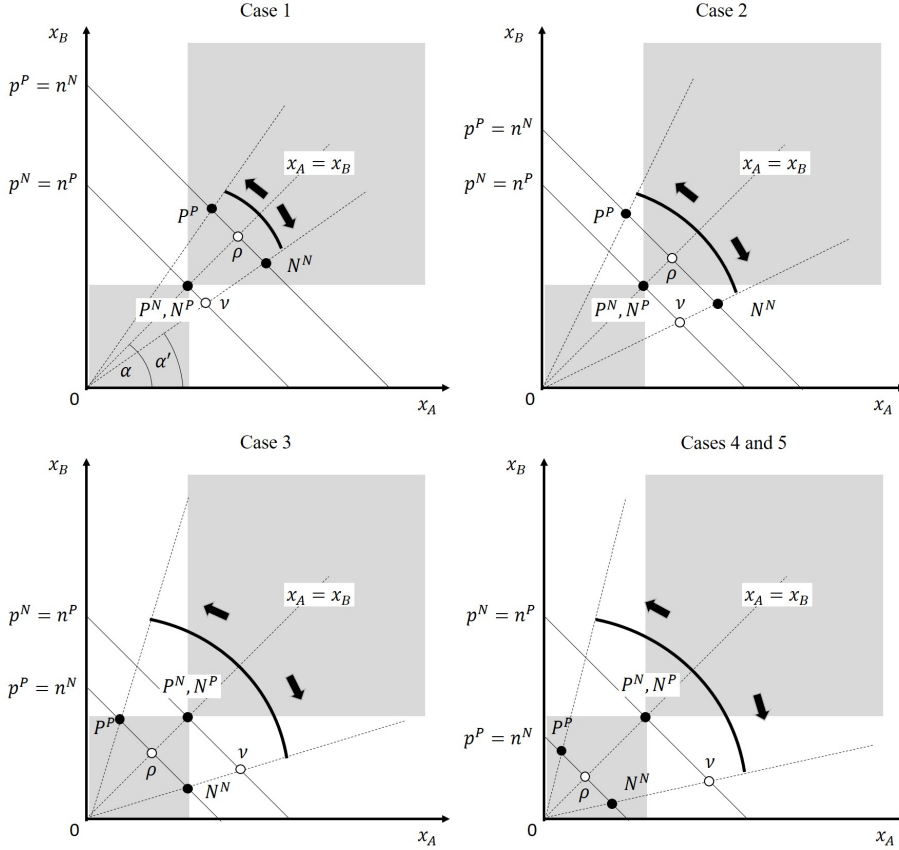 Case 1
x_B
p^P = n^N
p^N = n^P
x_A = x_B
P^P
ρ
N^N
P^N, N^P
ν
α
α′
0
x_A
Case 2
x_B
p^P = n^N
p^N = n^P
x_A = x_B
P^P
ρ
P^N, N^P
ν
N^N
0
x_A
Case 3
x_B
x_A = x_B
p^N = n^P
P^N, N^P
p^P = n^N
P^P
ρ
ν
N^N
0
x_A
Cases 4 and 5
x_B
x_A = x_B
p^N = n^P
P^N, N^P
p^P = n^N
P^P
ρ
ν
N^N
0
x_A